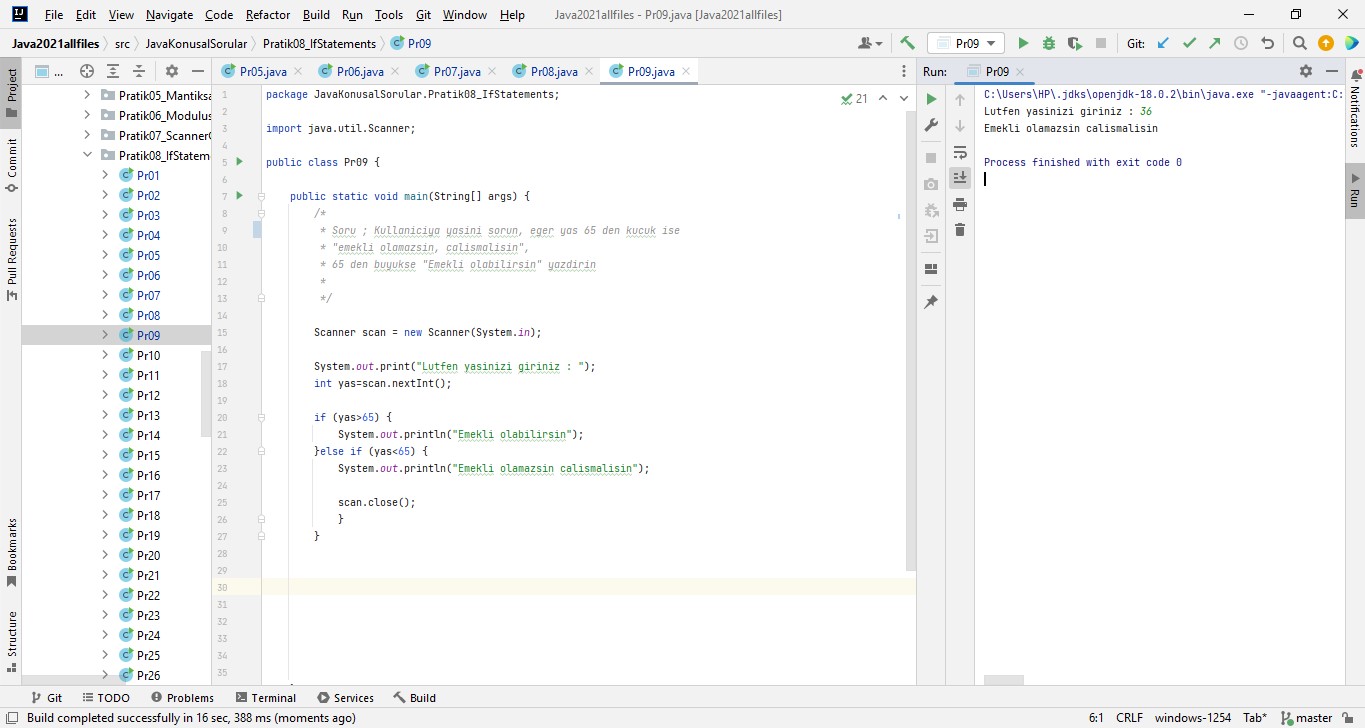 File Edit View Navigate Code Refactor Build Run Tools Git Window Help Java2021allfiles - Pr09.java [Java2021allfiles]
Java2021allfiles src JavaKonusalSorular Pratik08_IfStatements Pr09 Pr09 Git:
Project
Commit
Pull Requests
Bookmarks
Structure
...
Pratik05_Mantiksa
Pratik06_Modulus
Pratik07_Scanner
Pratik08_IfStatem
Pr01
Pr02
Pr03
Pr04
Pr05
Pr06
Pr07
Pr08
Pr09
Pr10
Pr11
Pr12
Pr13
Pr14
Pr15
Pr16
Pr17
Pr18
Pr19
Pr20
Pr21
Pr22
Pr23
Pr24
Pr25
Pr26
Pr05.java Pr06.java Pr07.java Pr08.java Pr09.java
21
1 package JavaKonusalSorular.Pratik08_IfStatements;
2
3 import java.util.Scanner;
4
5 public class Pr09 {
6
7 public static void main(String[] args) {
8 /*
9 * Soru ; Kullaniciya yasini sorun, eger yas 65 den kucuk ise
10 * "emekli olamazsin, calismalisin",
11 * 65 den buyukse "Emekli olabilirsin" yazdirin
12 *
13 */
14
15 Scanner scan = new Scanner(System.in);
16
17 System.out.print("Lutfen yasinizi giriniz : ");
18 int yas=scan.nextInt();
19
20 if (yas>65) {
21 System.out.println("Emekli olabilirsin");
22 }else if (yas<65) {
23 System.out.println("Emekli olamazsin calismalisin");
24
25 scan.close();
26 }
27 }
28
29
30
31
32
33
34
35
Run: Pr09
C:\Users\HP\.jdks\openjdk-18.0.2\bin\java.exe "-javaagent:C:
Lutfen yasinizi giriniz : 36
Emekli olamazsin calismalisin
Process finished with exit code 0
Notifications
Run
Git TODO Problems Terminal Services Build
Build completed successfully in 16 sec, 388 ms (moments ago) 6:1 CRLF windows-1254 Tab* master